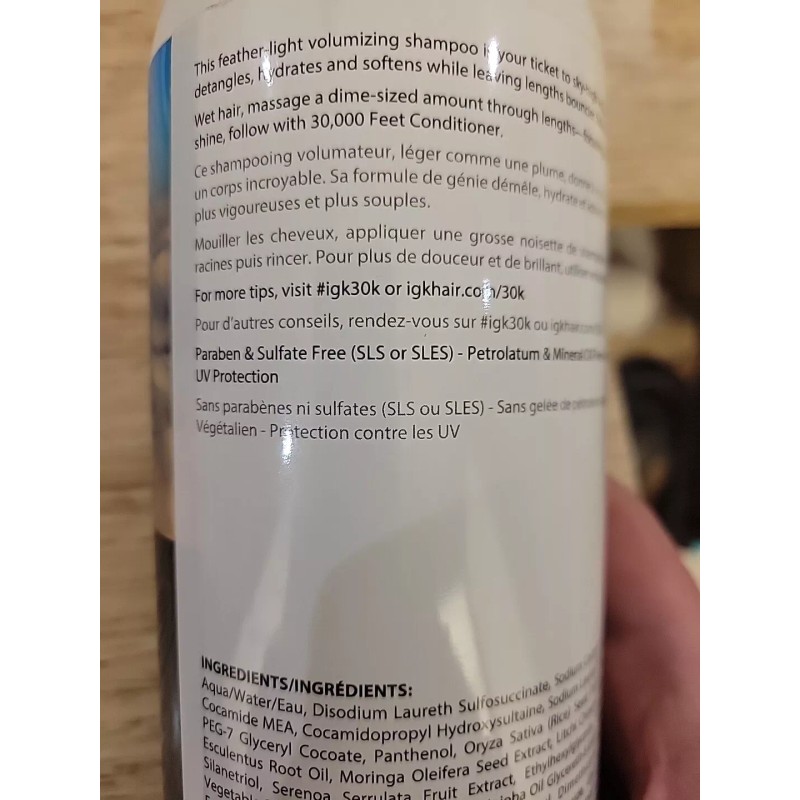 This feather-light volumizing shampoo is your ticket to
detangles, hydrates and softens while leaving lengths
Wet hair, massage a dime-sized amount through lengths–
shine, follow with 30,000 Feet Conditioner.
Ce shampooing volumateur, léger comme une plume,
un corps incroyable. Sa formule de génie démêle, hydrate et
plus vigoureuses et plus souples.
Mouiller les cheveux, appliquer une grosse noisette de
racines puis rincer. Pour plus de douceur et de brillant,
For more tips, visit #igk30k or igkhair.com/30k
Pour d'autres conseils, rendez-vous sur #igk30k ou
Paraben & Sulfate Free (SLS or SLES) - Petrolatum & Mineral
UV Protection
Sans parabènes ni sulfates (SLS ou SLES) - Sans gelée de
Végétalien - Protection contre les UV
INGREDIENTS/INGRÉDIENTS:
Aqua/Water/Eau, Disodium Laureth Sulfosuccinate, Sodium
Cocamide MEA, Cocamidopropyl Hydroxysultaine, Sodium
PEG-7 Glyceryl Cocoate, Panthenol, Oryza Sativa (Rice)
Esculentus Root Oil, Moringa Oleifera Seed Extract,
Silanetriol, Serenoa Serrulata Fruit Extract,